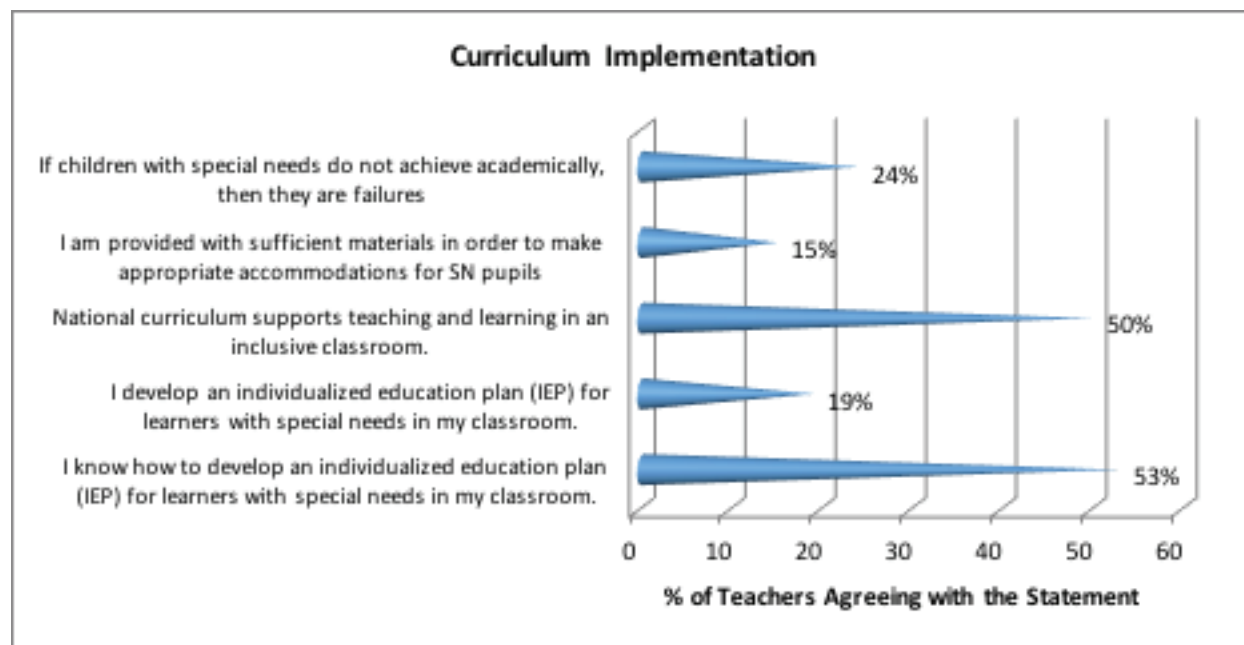 Curriculum Implementation
If children with special needs do not achieve academically,
then they are failures
24%
I am provided with sufficient materials in order to make
appropriate accommodations for SN pupils
15%
National curriculum supports teaching and learning in an
inclusive classroom.
50%
I develop an individualized education plan (IEP) for
learners with special needs in my classroom.
19%
I know how to develop an individualized education plan
(IEP) for learners with special needs in my classroom.
53%
0 10 20 30 40 50 60
% of Teachers Agreeing with the Statement